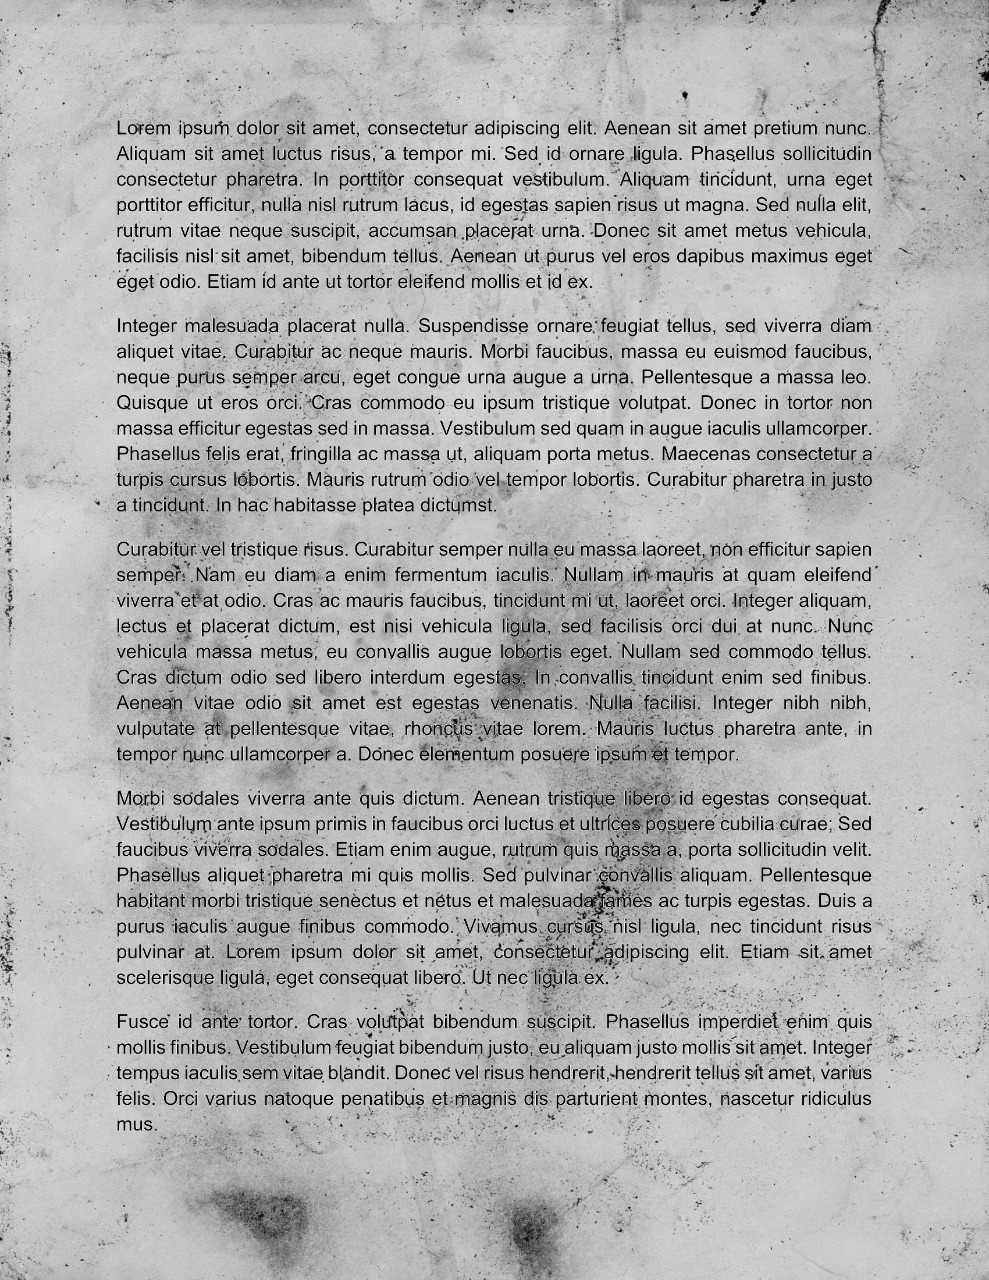 Lorem ipsum dolor sit amet, consectetur adipiscing elit. Aenean sit amet pretium nunc.
Aliquam sit amet luctus risus, a tempor mi. Sed id ornare ligula. Phasellus sollicitudin
consectetur pharetra. In porttitor consequat vestibulum. Aliquam tincidunt, urna eget
porttitor efficitur, nulla nisl rutrum lacus, id egestas sapien risus ut magna. Sed nulla elit,
rutrum vitae neque suscipit, accumsan placerat urna. Donec sit amet metus vehicula,
facilisis nisl sit amet, bibendum tellus. Aenean ut purus vel eros dapibus maximus eget
eget odio. Etiam id ante ut tortor eleifend mollis et id ex.
Integer malesuada placerat nulla. Suspendisse ornare feugiat tellus, sed viverra diam
aliquet vitae. Curabitur ac neque mauris. Morbi faucibus, massa eu euismod faucibus,
neque purus semper arcu, eget congue urna augue a urna. Pellentesque a massa leo.
Quisque ut eros orci. Cras commodo eu ipsum tristique volutpat. Donec in tortor non
massa efficitur egestas sed in massa. Vestibulum sed quam in augue iaculis ullamcorper.
Phasellus felis erat, fringilla ac massa ut, aliquam porta metus. Maecenas consectetur a
turpis cursus lobortis. Mauris rutrum odio vel tempor lobortis. Curabitur pharetra in justo
a tincidunt. In hac habitasse platea dictumst.
Curabitur vel tristique risus. Curabitur semper nulla eu massa laoreet, non efficitur sapien
semper. Nam eu diam a enim fermentum iaculis. Nullam in mauris at quam eleifend
viverra et at odio. Cras ac mauris faucibus, tincidunt mi ut, laoreet orci. Integer aliquam,
lectus et placerat dictum, est nisi vehicula ligula, sed facilisis orci dui at nunc. Nunc
vehicula massa metus, eu convallis augue lobortis eget. Nullam sed commodo tellus.
Cras dictum odio sed libero interdum egestas. In convallis tincidunt enim sed finibus.
Aenean vitae odio sit amet est egestas venenatis. Nulla facilisi. Integer nibh nibh,
vulputate at pellentesque vitae, rhoncus vitae lorem. Mauris luctus pharetra ante, in
tempor nunc ullamcorper a. Donec elementum posuere ipsum et tempor.
Morbi sodales viverra ante quis dictum. Aenean tristique libero id egestas consequat.
Vestibulum ante ipsum primis in faucibus orci luctus et ultrices posuere cubilia curae; Sed
faucibus viverra sodales. Etiam enim augue, rutrum quis massa a, porta sollicitudin velit.
Phasellus aliquet pharetra mi quis mollis. Sed pulvinar convallis aliquam. Pellentesque
habitant morbi tristique senectus et netus et malesuada fames ac turpis egestas. Duis a
purus iaculis augue finibus commodo. Vivamus cursus nisl ligula, nec tincidunt risus
pulvinar at. Lorem ipsum dolor sit amet, consectetur adipiscing elit. Etiam sit amet
scelerisque ligula, eget consequat libero. Ut nec ligula ex.
Fusce id ante tortor. Cras volutpat bibendum suscipit. Phasellus imperdiet enim quis
mollis finibus. Vestibulum feugiat bibendum justo, eu aliquam justo mollis sit amet. Integer
tempus iaculis sem vitae blandit. Donec vel risus hendrerit, hendrerit tellus sit amet, varius
felis. Orci varius natoque penatibus et magnis dis parturient montes, nascetur ridiculus
mus.